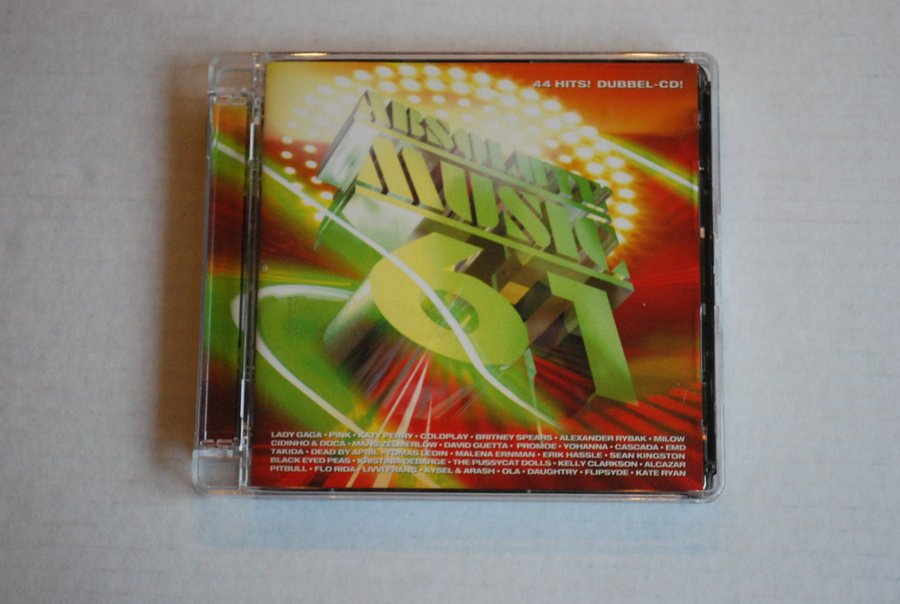 44 HITS! DUBBEL-CD!
ABSOLUTE
MUSIC
61
LADY GAGA • PINK • KATY PERRY • COLDPLAY • BRITNEY SPEARS • ALEXANDER RYBAK • MILOW
CIDINHO & DOCA • MÅNS ZELMERLÖW • DAVID GUETTA • PROMOE • YOHANNA • CASCADA • EMD
TAKIDA • DEAD BY APRIL • TOMAS LEDIN • MALENA ERNMAN • ERIK HASSLE • SEAN KINGSTON
BLACK EYED PEAS • KRISTINIA DEBARGE • THE PUSSYCAT DOLLS • KELLY CLARKSON • ALCAZAR
PITBULL • FLO RIDA • LIVVI FRANC • AYSEL & ARASH • OLA • DAUGHTRY • FLIPSYDE • KATE RYAN